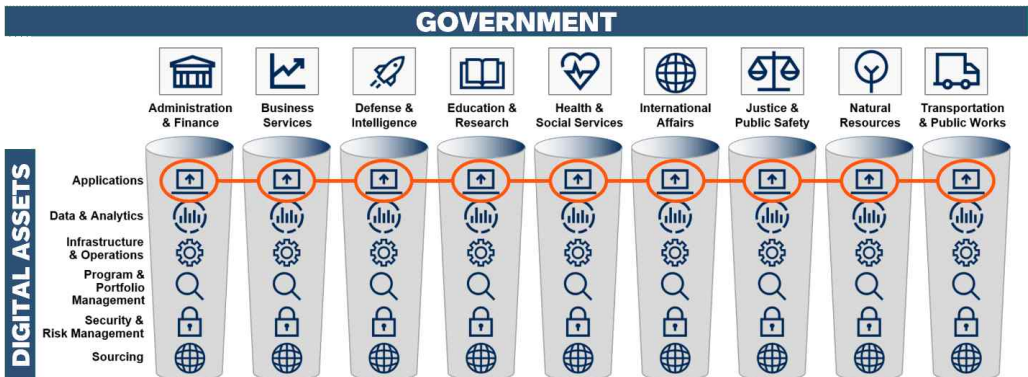 GOVERNMENT
Administration
& Finance
Business
Services
Defense &
Intelligence
Education &
Research
Health &
Social Services
International
Affairs
Justice &
Public Safety
Natural
Resources
Transportation
& Public Works
DIGITAL ASSETS
Applications
Data & Analytics
Infrastructure
& Operations
Program &
Portfolio
Management
Security &
Risk Management
Sourcing